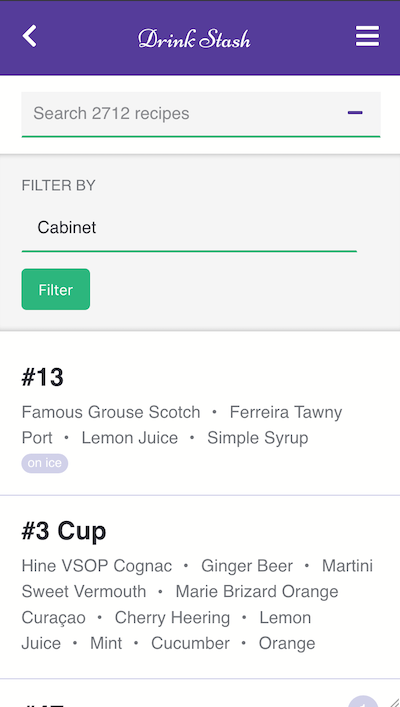 Drink Stash
Search 2712 recipes
FILTER BY
Cabinet
Filter
#13
Famous Grouse Scotch • Ferreira Tawny
Port • Lemon Juice • Simple Syrup
on ice
#3 Cup
Hine VSOP Cognac • Ginger Beer • Martini
Sweet Vermouth • Marie Brizard Orange
Curaçao • Cherry Heering • Lemon
Juice • Mint • Cucumber • Orange